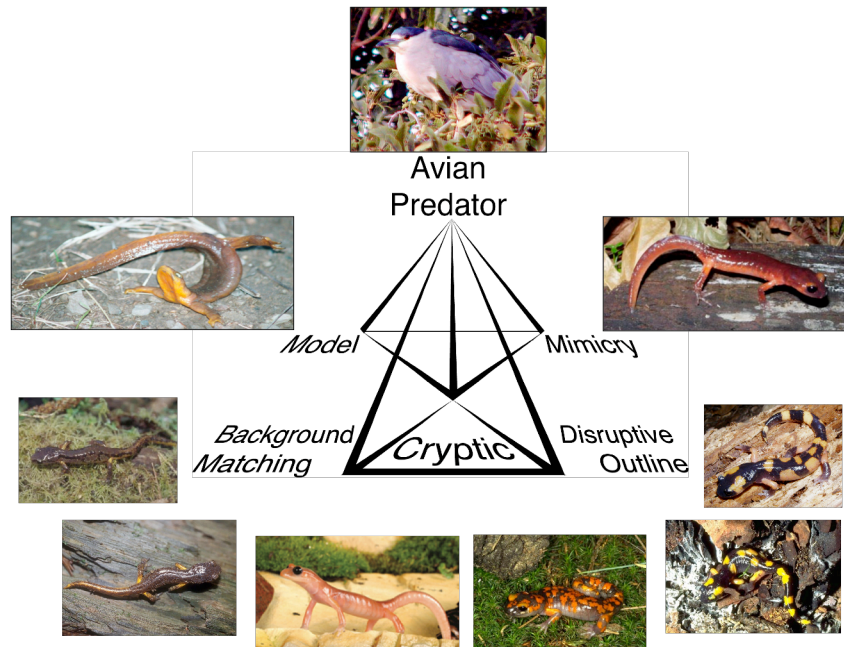 Avian
Predator
Model
Mimicry
Background
Matching
Cryptic
Disruptive
Outline